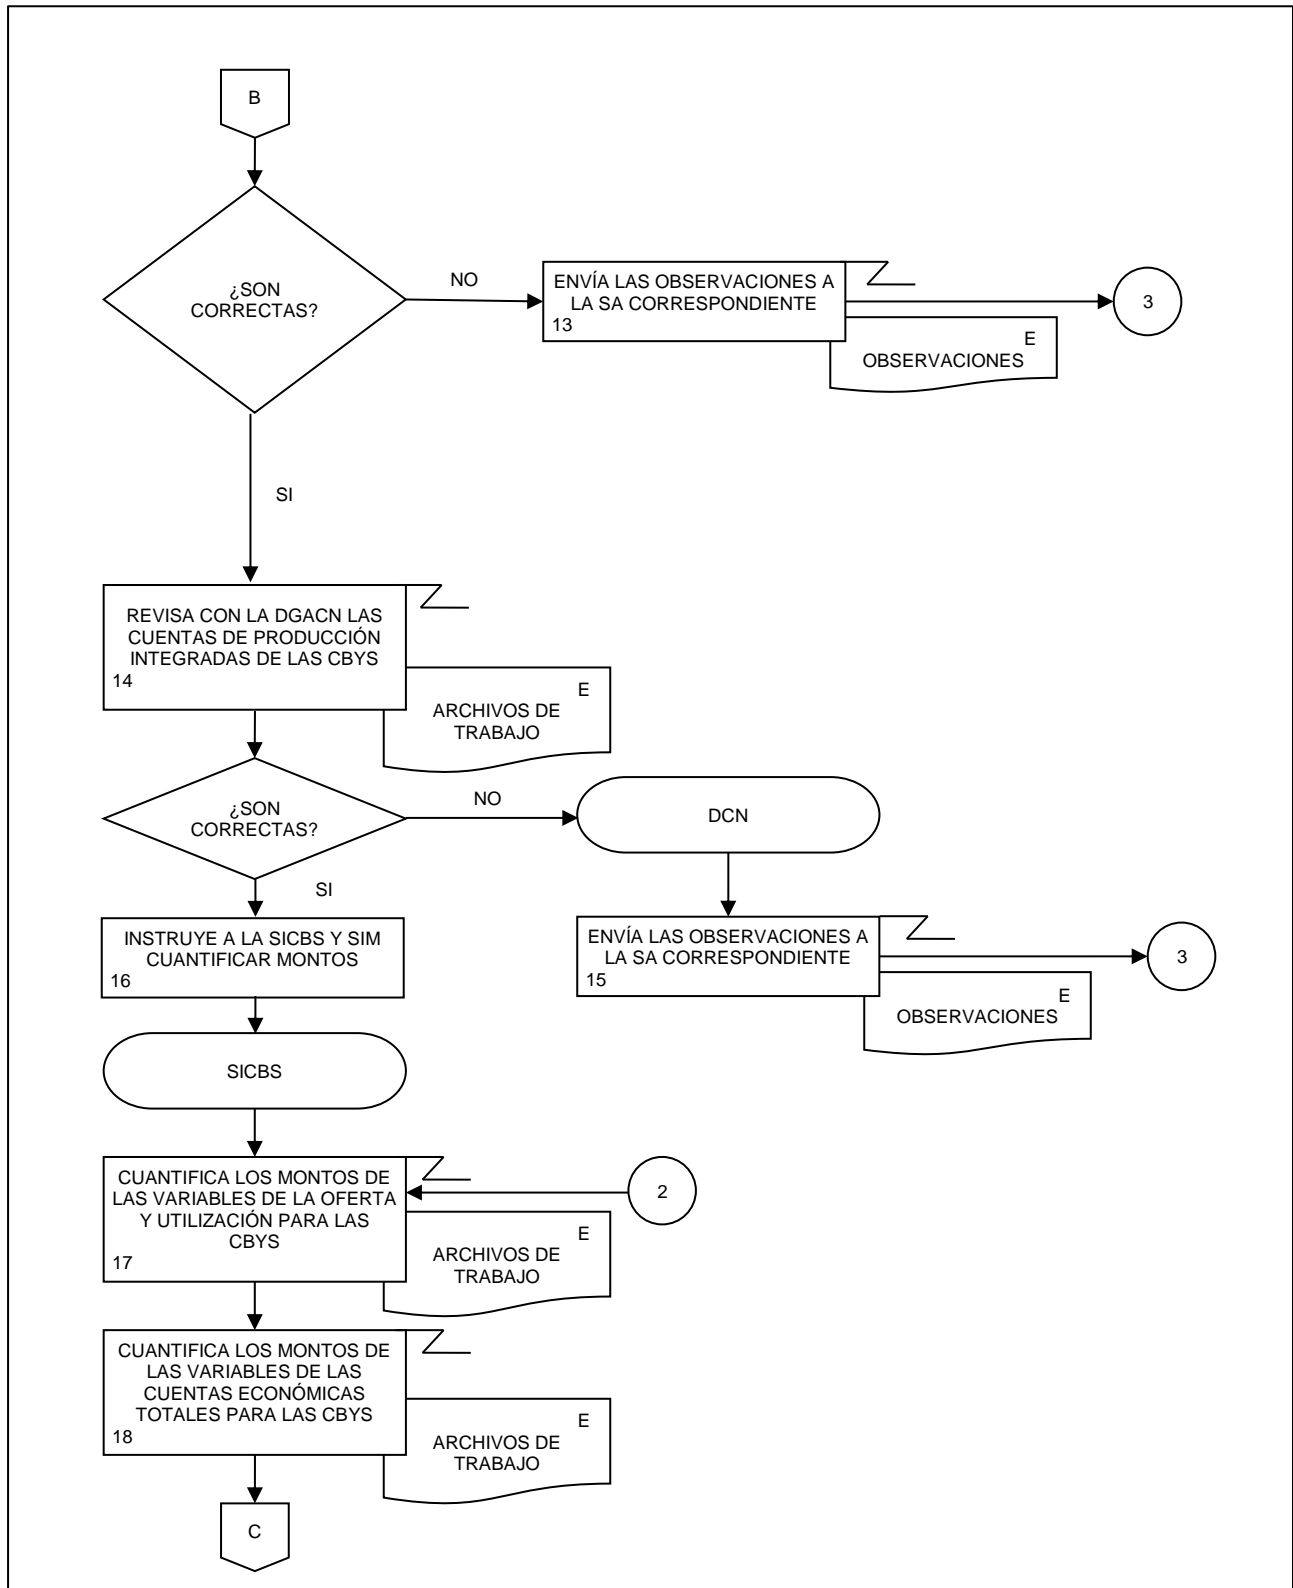 B
¿SON
CORRECTAS?
NO
ENVÍA LAS OBSERVACIONES A
LA SA CORRESPONDIENTE
13
3
E
OBSERVACIONES
SI
REVISA CON LA DGACN LAS
CUENTAS DE PRODUCCIÓN
INTEGRADAS DE LAS CBYS
14
E
ARCHIVOS DE
TRABAJO
¿SON
CORRECTAS?
NO
DCN
SI
ENVÍA LAS OBSERVACIONES A
LA SA CORRESPONDIENTE
15
3
E
OBSERVACIONES
INSTRUYE A LA SICBS Y SIM
CUANTIFICAR MONTOS
16
SICBS
CUANTIFICA LOS MONTOS DE
LAS VARIABLES DE LA OFERTA
Y UTILIZACIÓN PARA LAS
CBYS
17
2
E
ARCHIVOS DE
TRABAJO
CUANTIFICA LOS MONTOS DE
LAS VARIABLES DE LAS
CUENTAS ECONÓMICAS
TOTALES PARA LAS CBYS
18
E
ARCHIVOS DE
TRABAJO
C